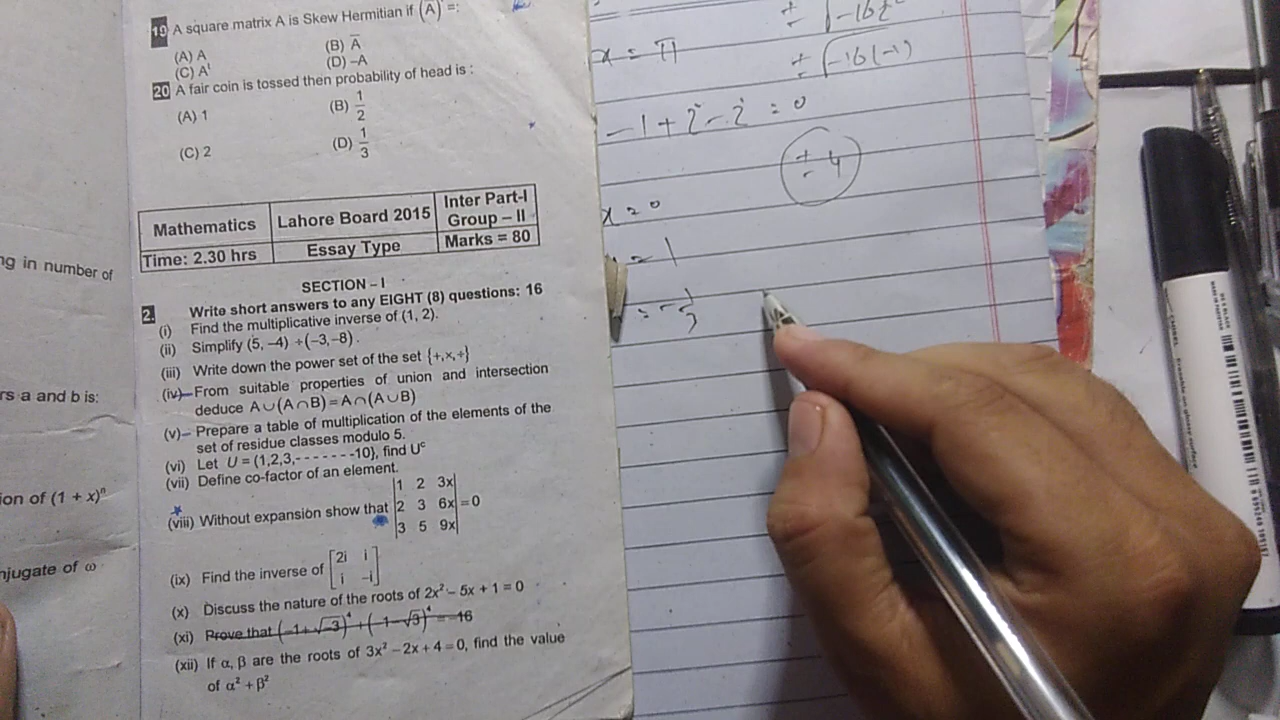 19 A square matrix A is Skew Hermitian if (A̅)ᵗ =:
(A) A (B) A̅
(C) Aᵗ (D) –A
20 A fair coin is tossed then probability of head is :
(A) 1 (B) 1/2
(C) 2 (D) 1/3
Mathematics Lahore Board 2015 Inter Part-I Group – II
Time: 2.30 hrs Essay Type Marks = 80
SECTION – I
2. Write short answers to any EIGHT (8) questions: 16
(i) Find the multiplicative inverse of (1, 2).
(ii) Simplify (5, –4) ÷(–3,–8).
(iii) Write down the power set of the set {+,×,÷}
(iv) From suitable properties of union and intersection
deduce A∪(A∩B)=A∩(A∪B)
(v) Prepare a table of multiplication of the elements of the
set of residue classes modulo 5.
(vi) Let U = (1,2,3,-------10}, find Uᶜ
(vii) Define co-factor of an element.
(viii) Without expansion show that |1 2 3x|
|2 3 6x| =0
|3 5 9x|
(ix) Find the inverse of [2i i]
[i –i]
(x) Discuss the nature of the roots of 2x² – 5x + 1 = 0
(xi) Prove that (–1+√–3)⁴ +(–1–√3)⁴ = –16
(xii) If α, β are the roots of 3x² – 2x + 4 = 0, find the value
of α² + β²
ng in number of
rs a and b is:
ion of (1 + x)ⁿ
njugate of ω
± √-16i²
x = π
± √-16(-1)
-1 + i - i = 0
± 4
x = 0
= 1